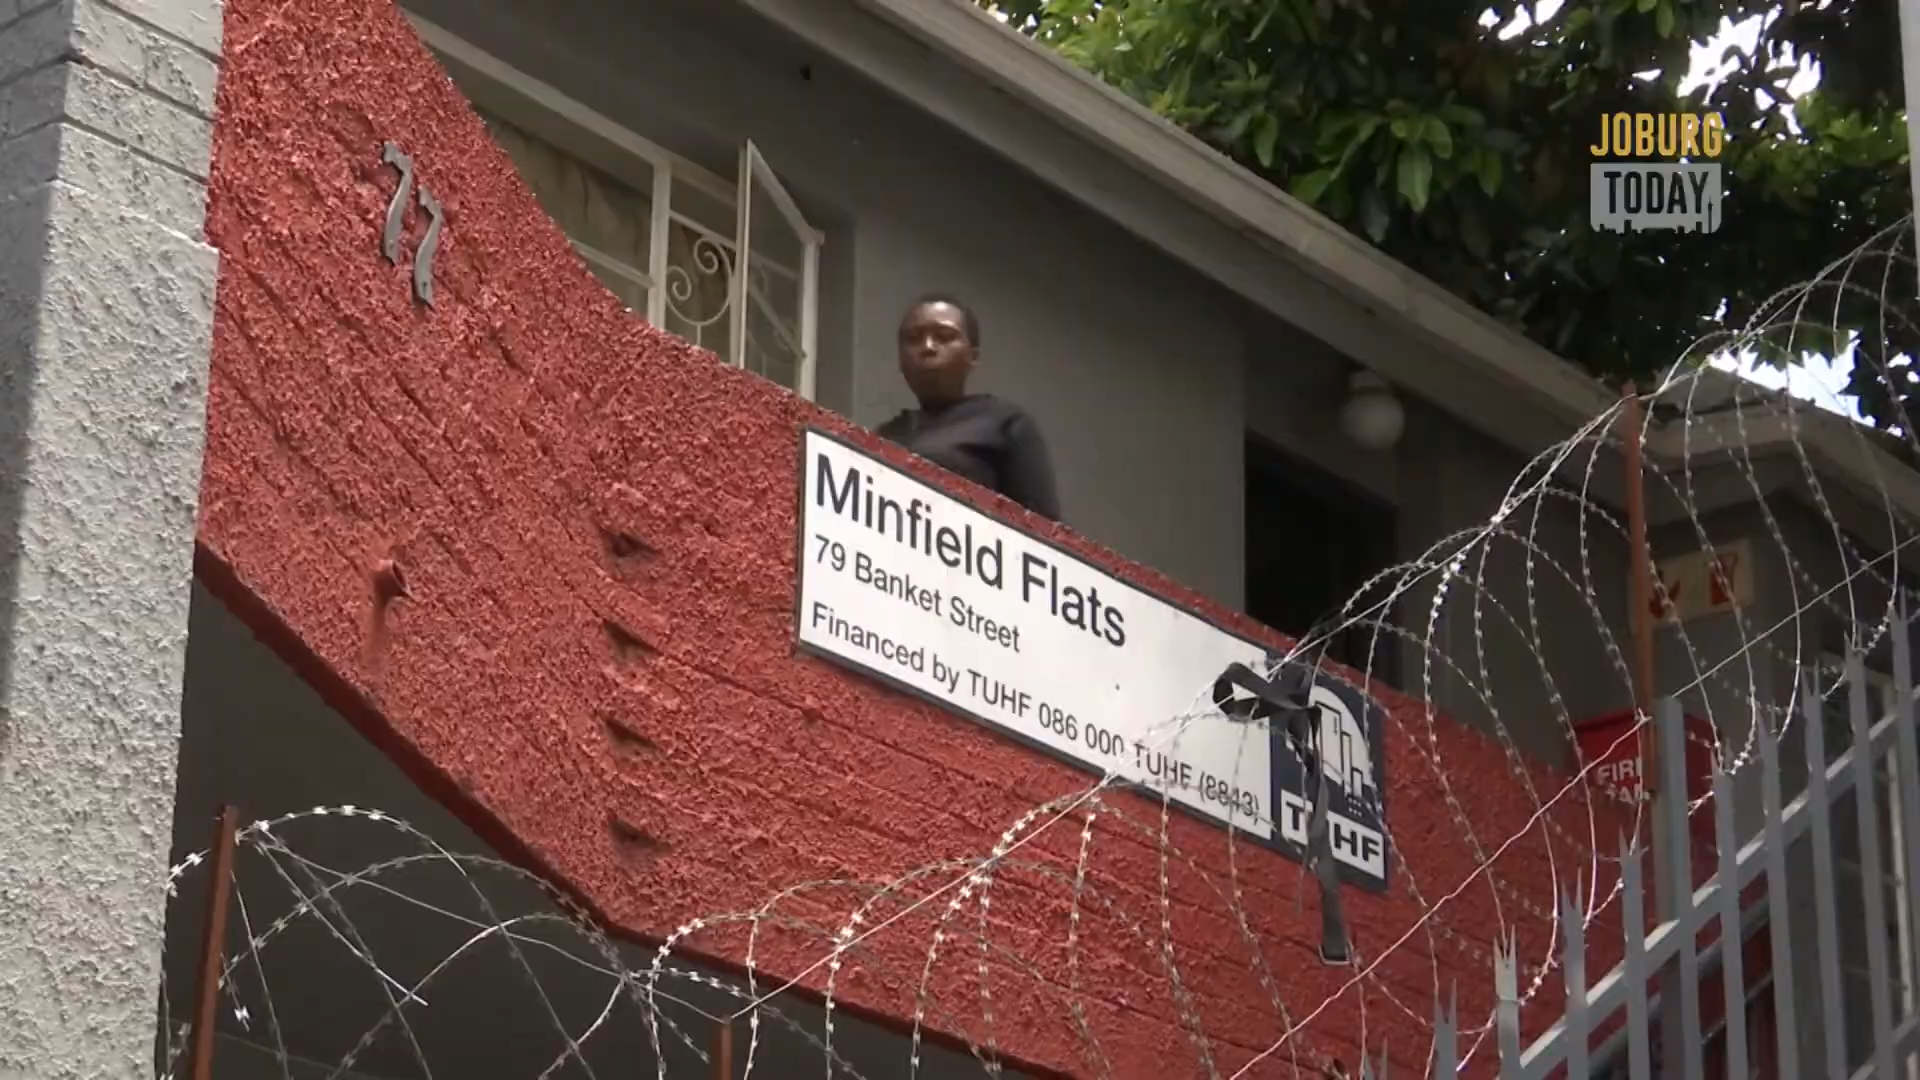 JOBURG
TODAY
77
Minfield Flats
79 Banket Street
Financed by TUHF 086 000 TUHF (8843)
TUHF